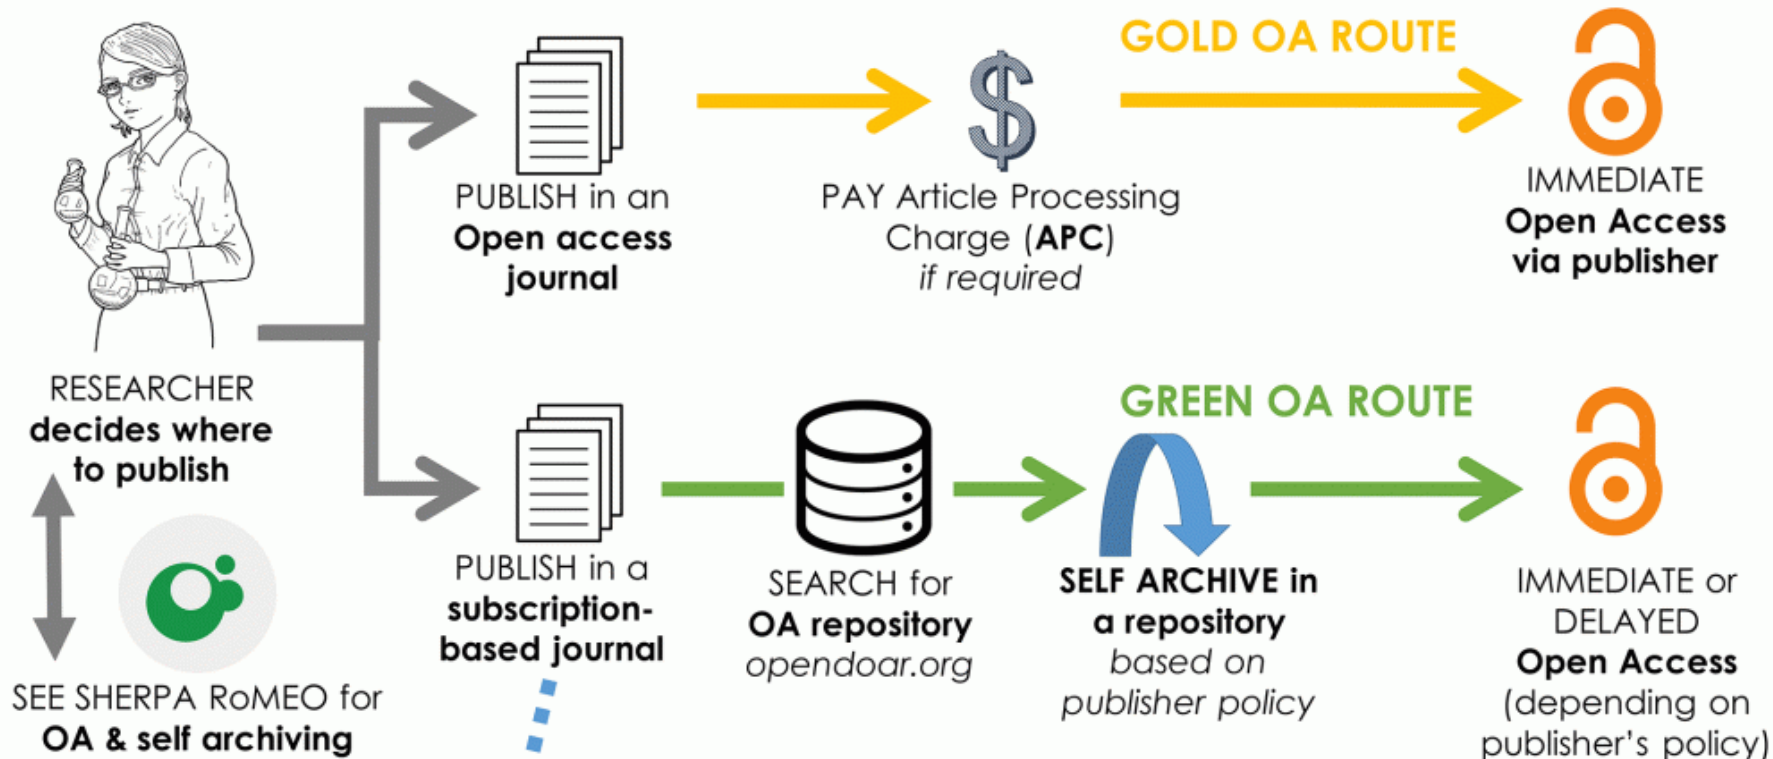 GOLD OA ROUTE
PUBLISH in an
Open access
journal
$
PAY Article Processing
Charge (APC)
if required
IMMEDIATE
Open Access
via publisher
RESEARCHER
decides where
to publish
SEE SHERPA RoMEO for
OA & self archiving
GREEN OA ROUTE
PUBLISH in a
subscription-
based journal
SEARCH for
OA repository
opendoar.org
SELF ARCHIVE in
a repository
based on
publisher policy
IMMEDIATE or
DELAYED
Open Access
(depending on
publisher's policy)